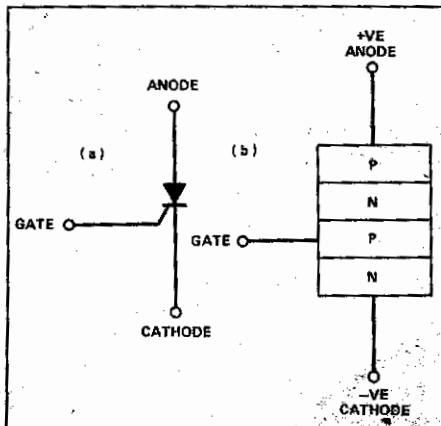 +VE
ANODE
ANODE
(a)
(b)
P
N
GATE
GATE
P
N
CATHODE
-VE
CATHODE